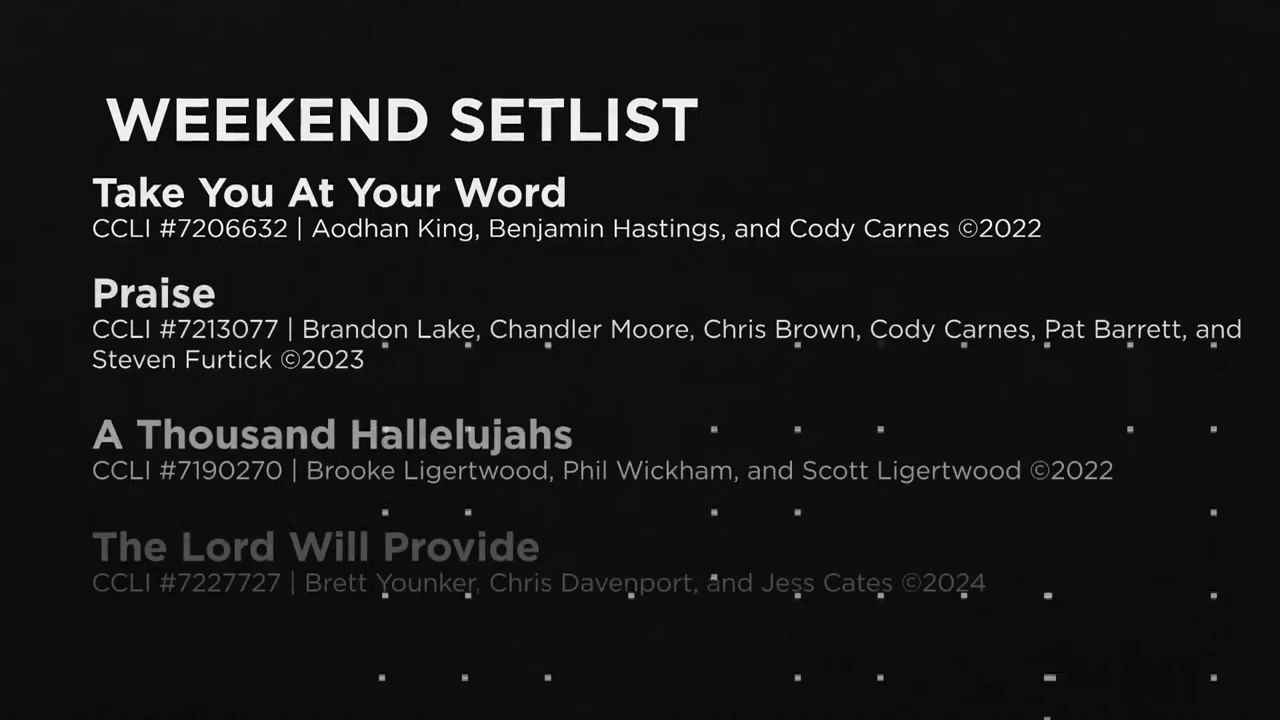 WEEKEND SETLIST
Take You At Your Word
CCLI #7206632 | Aodhan King, Benjamin Hastings, and Cody Carnes ©2022
Praise
CCLI #7213077 | Brandon Lake, Chandler Moore, Chris Brown, Cody Carnes, Pat Barrett, and
Steven Furtick ©2023
A Thousand Hallelujahs
CCLI #7190270 | Brooke Ligertwood, Phil Wickham, and Scott Ligertwood ©2022
The Lord Will Provide
CCLI #7227727 | Brett Younker, Chris Davenport, and Jess Cates ©2024